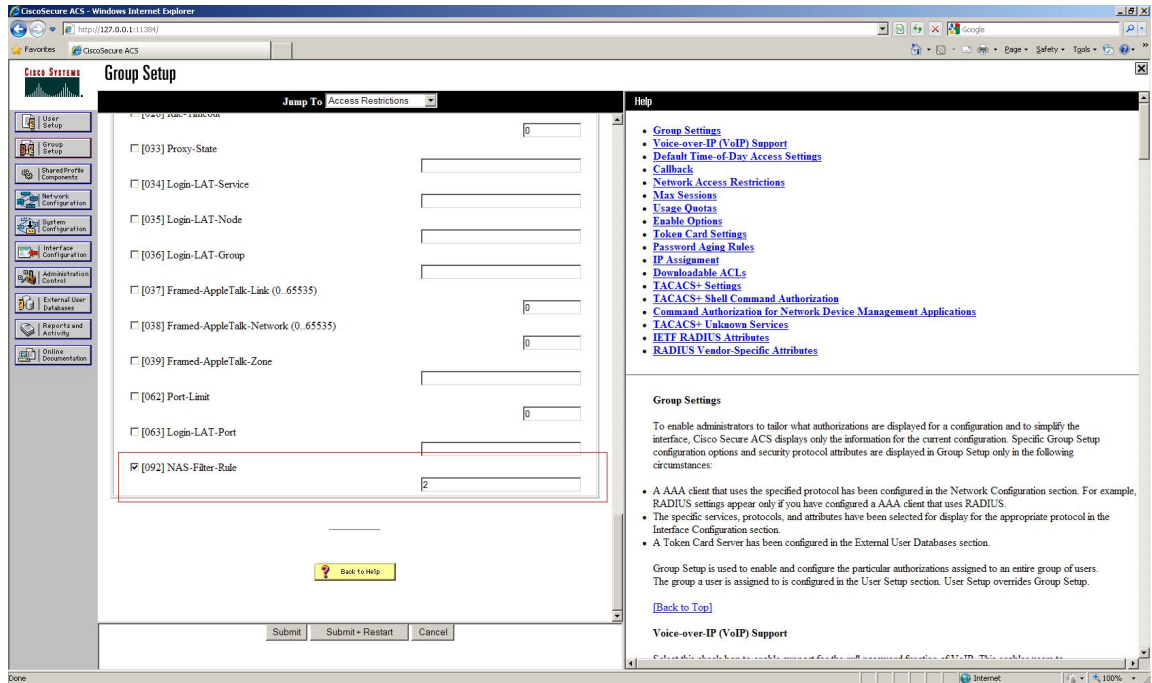 CiscoSecure ACS - Windows Internet Explorer
http://127.0.0.1:11384/
Google
Favorites
CiscoSecure ACS
Page
Safety
Tools
CISCO SYSTEMS
Group Setup
Jump To Access Restrictions
User Setup
Group Setup
Shared Profile Components
Network Configuration
System Configuration
Interface Configuration
Administration Control
External User Databases
Reports and Activity
Online Documentation
0
[033] Proxy-State
[034] Login-LAT-Service
[035] Login-LAT-Node
[036] Login-LAT-Group
[037] Framed-AppleTalk-Link (0..65535)
0
[038] Framed-AppleTalk-Network (0..65535)
0
[039] Framed-AppleTalk-Zone
[062] Port-Limit
0
[063] Login-LAT-Port
[092] NAS-Filter-Rule
2
Back to Help
Submit
Submit + Restart
Cancel
Help
Group Settings
Voice-over-IP (VoIP) Support
Default Time-of-Day Access Settings
Callback
Network Access Restrictions
Max Sessions
Usage Quotas
Enable Options
Token Card Settings
Password Aging Rules
IP Assignment
Downloadable ACLs
TACACS+ Settings
TACACS+ Shell Command Authorization
Command Authorization for Network Device Management Applications
TACACS+ Unknown Services
IETF RADIUS Attributes
RADIUS Vendor-Specific Attributes
Group Settings
To enable administrators to tailor what authorizations are displayed for a configuration and to simplify the
interface, Cisco Secure ACS displays only the information for the current configuration. Specific Group Setup
configuration options and security protocol attributes are displayed in Group Setup only in the following
circumstances:
A AAA client that uses the specified protocol has been configured in the Network Configuration section. For example,
RADIUS settings appear only if you have configured a AAA client that uses RADIUS.
The specific services, protocols, and attributes have been selected for display for the appropriate protocol in the
Interface Configuration section.
A Token Card Server has been configured in the External User Databases section.
Group Setup is used to enable and configure the particular authorizations assigned to an entire group of users.
The group a user is assigned to is configured in the User Setup section. User Setup overrides Group Setup.
[Back to Top]
Voice-over-IP (VoIP) Support
Done
Internet
100%